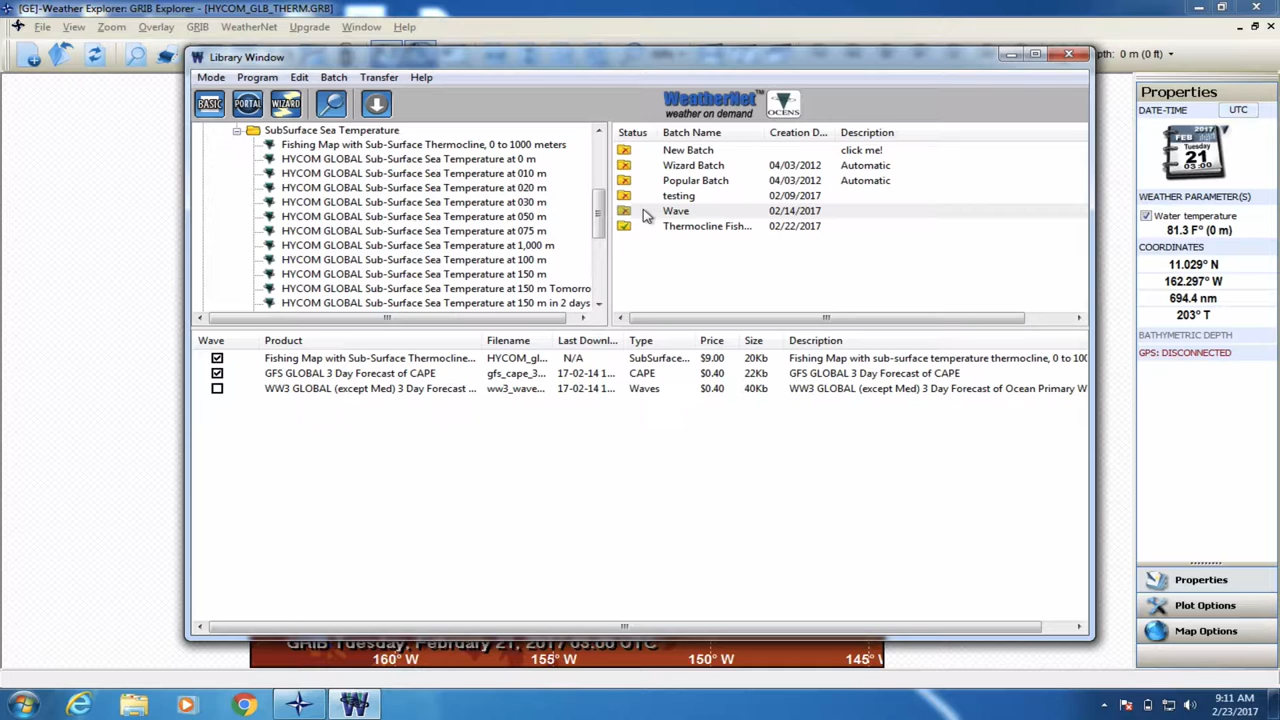 [GE]-Weather Explorer: GRIB Explorer - [HYCOM_GLB_THERM.GRB]
File View Zoom Overlay GRIB WeatherNet Upgrade Window Help
Library Window
Mode Program Edit Batch Transfer Help
BASIC PORTAL WIZARD
WeatherNet™
weather on demand
OCENS
epth: 0 m (0 ft)
SubSurface Sea Temperature
Fishing Map with Sub-Surface Thermocline, 0 to 1000 meters
HYCOM GLOBAL Sub-Surface Sea Temperature at 0 m
HYCOM GLOBAL Sub-Surface Sea Temperature at 010 m
HYCOM GLOBAL Sub-Surface Sea Temperature at 020 m
HYCOM GLOBAL Sub-Surface Sea Temperature at 030 m
HYCOM GLOBAL Sub-Surface Sea Temperature at 050 m
HYCOM GLOBAL Sub-Surface Sea Temperature at 075 m
HYCOM GLOBAL Sub-Surface Sea Temperature at 1,000 m
HYCOM GLOBAL Sub-Surface Sea Temperature at 100 m
HYCOM GLOBAL Sub-Surface Sea Temperature at 150 m
HYCOM GLOBAL Sub-Surface Sea Temperature at 150 m Tomorro
HYCOM GLOBAL Sub-Surface Sea Temperature at 150 m in 2 days
Status Batch Name Creation D... Description
New Batch click me!
Wizard Batch 04/03/2012 Automatic
Popular Batch 04/03/2012 Automatic
testing 02/09/2017
Wave 02/14/2017
Thermocline Fish... 02/22/2017
Wave Product Filename Last Downl... Type Price Size Description
Fishing Map with Sub-Surface Thermocline... HYCOM_gl... N/A SubSurface... $9.00 20Kb Fishing Map with sub-surface temperature thermocline, 0 to 100
GFS GLOBAL 3 Day Forecast of CAPE gfs_cape_3... 17-02-14 1... CAPE $0.40 22Kb GFS GLOBAL 3 Day Forecast of CAPE
WW3 GLOBAL (except Med) 3 Day Forecast ... ww3_wave... 17-02-14 1... Waves $0.40 40Kb WW3 GLOBAL (except Med) 3 Day Forecast of Ocean Primary W
Properties
DATE-TIME UTC
2017
FEB
Tuesday
21
03:00
WEATHER PARAMETER(S)
Water temperature
81.3 F° (0 m)
COORDINATES
11.029° N
162.297° W
694.4 nm
203° T
BATHYMETRIC DEPTH
GPS: DISCONNECTED
Properties
Plot Options
Map Options
GRIB Tuesday, February 21, 2017 03:00 UTC
160° W 155° W 150° W 145° W
9:11 AM
2/23/2017